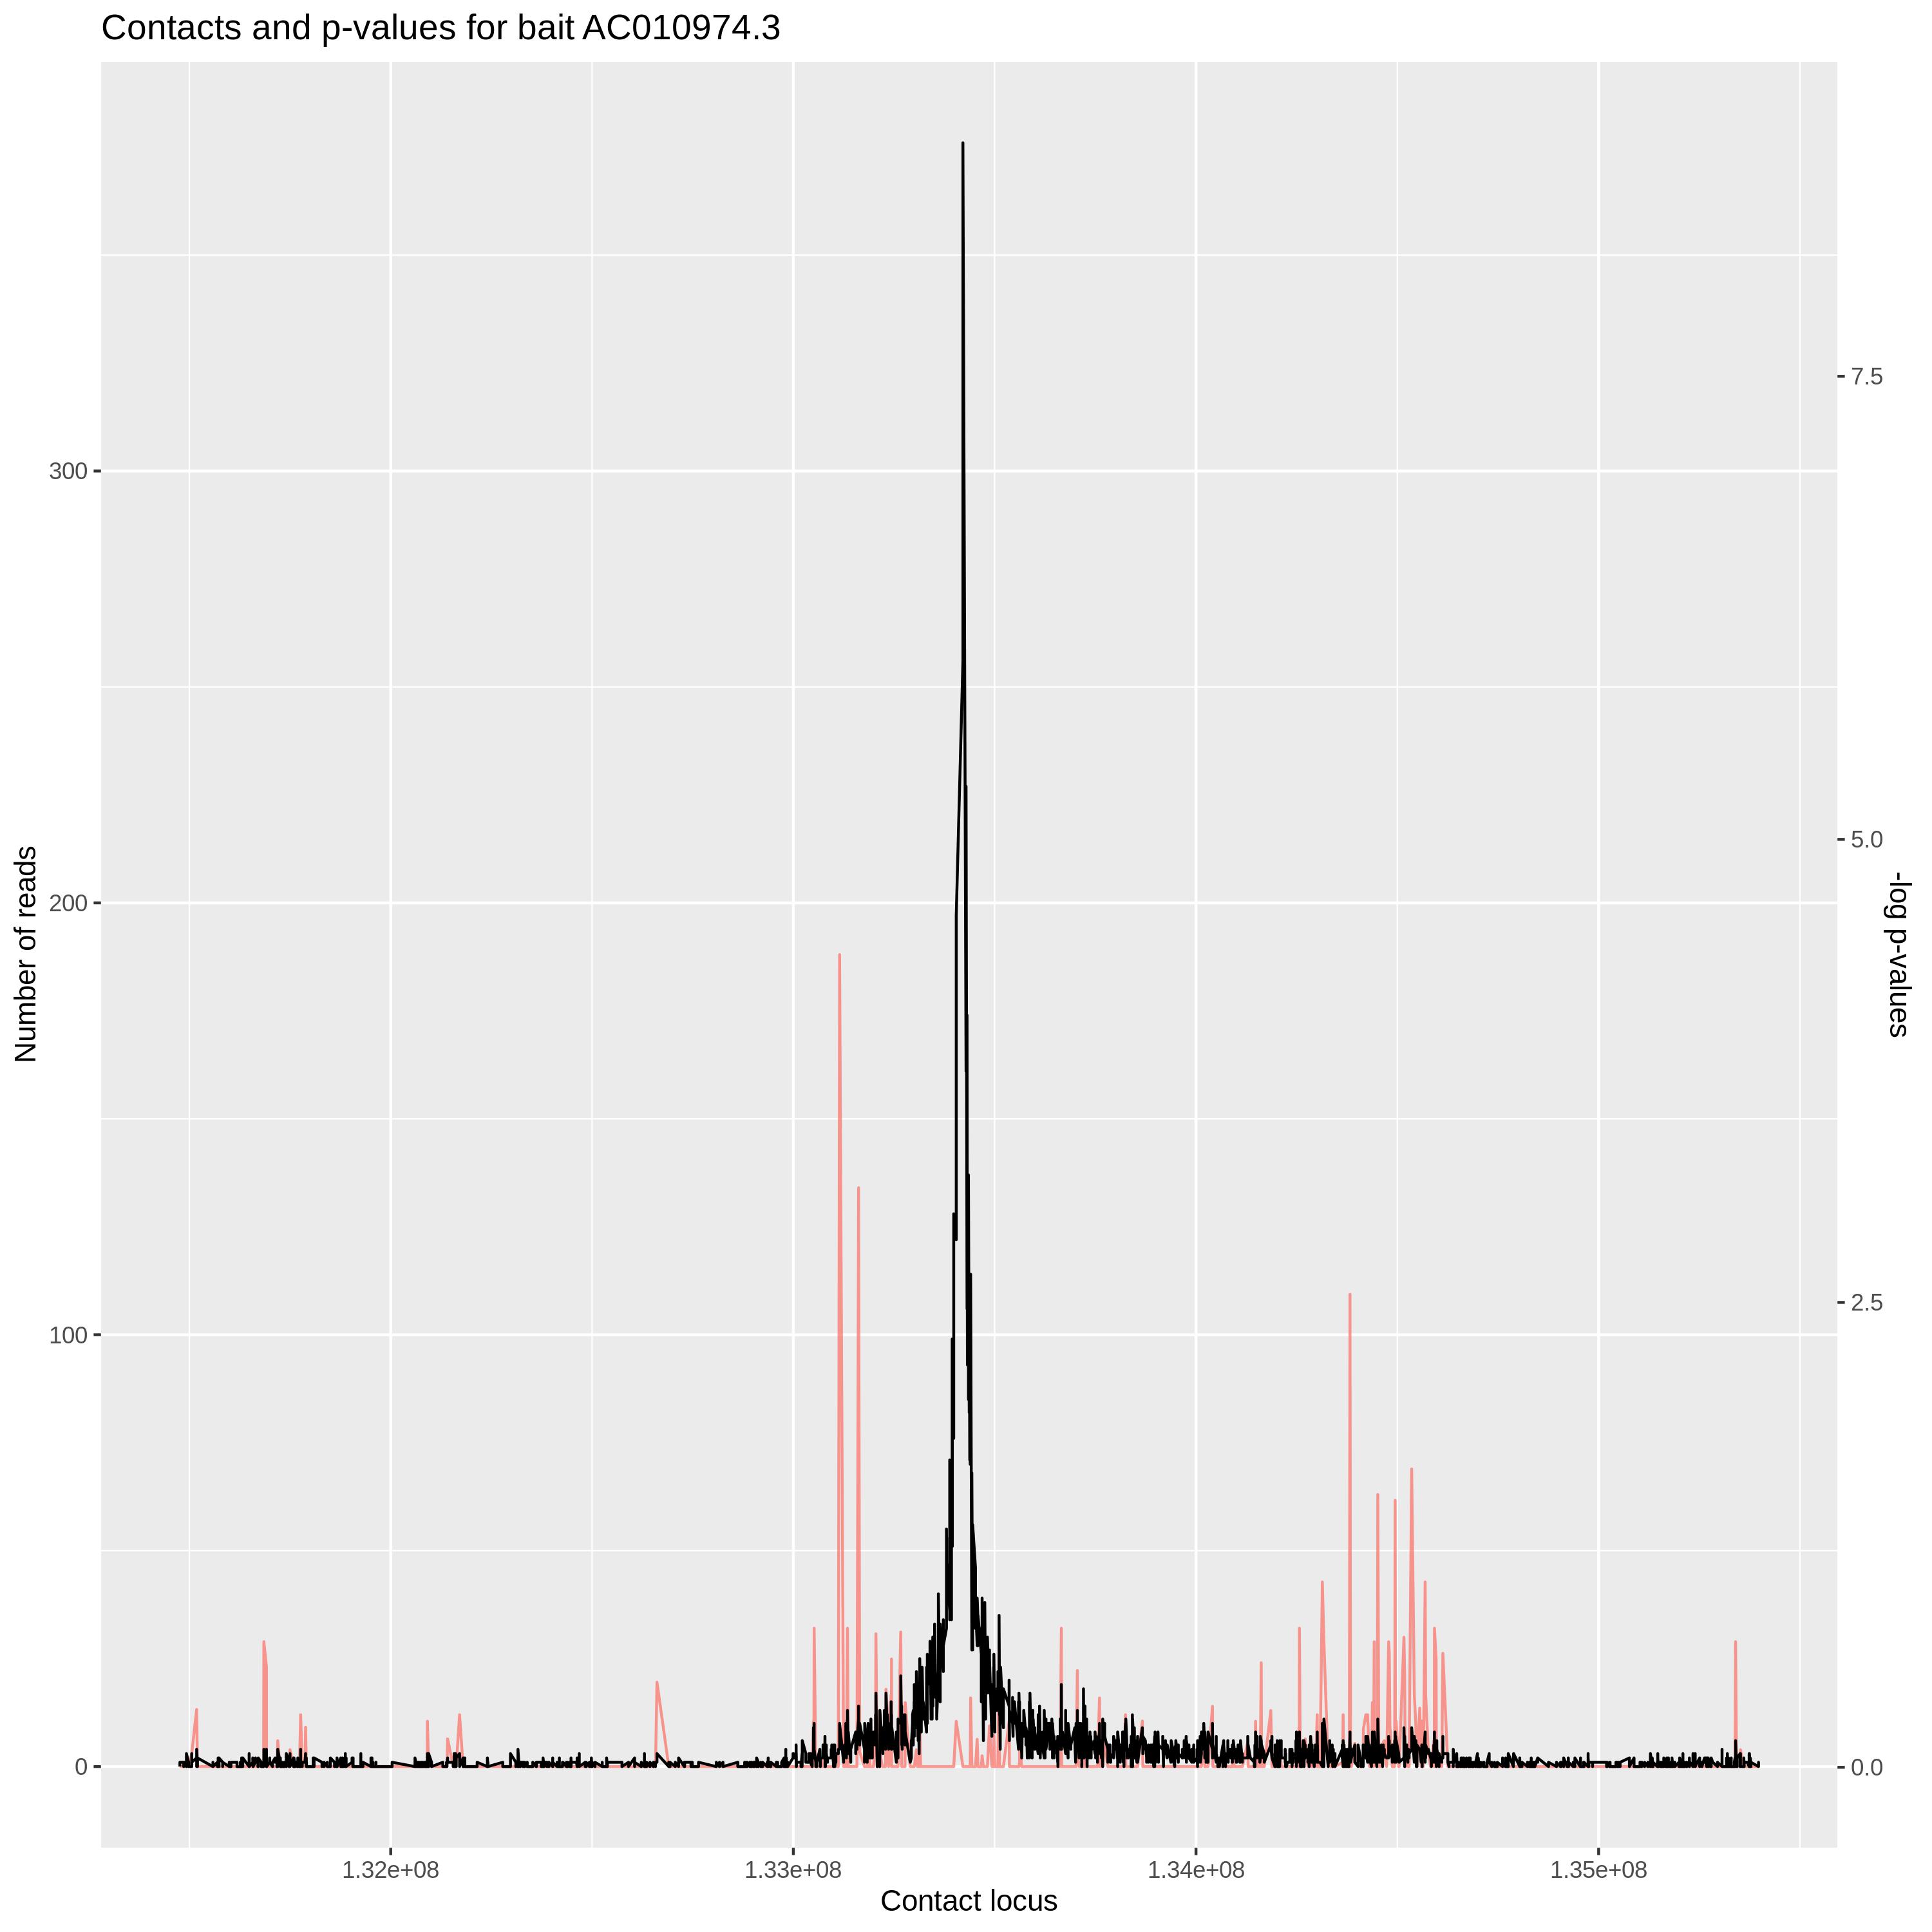 Contacts and p-values for bait AC010974.3
Number of reads
300
200
100
0
7.5
5.0
2.5
0.0
-log p-values
1.32e+08
1.33e+08
1.34e+08
1.35e+08
Contact locus